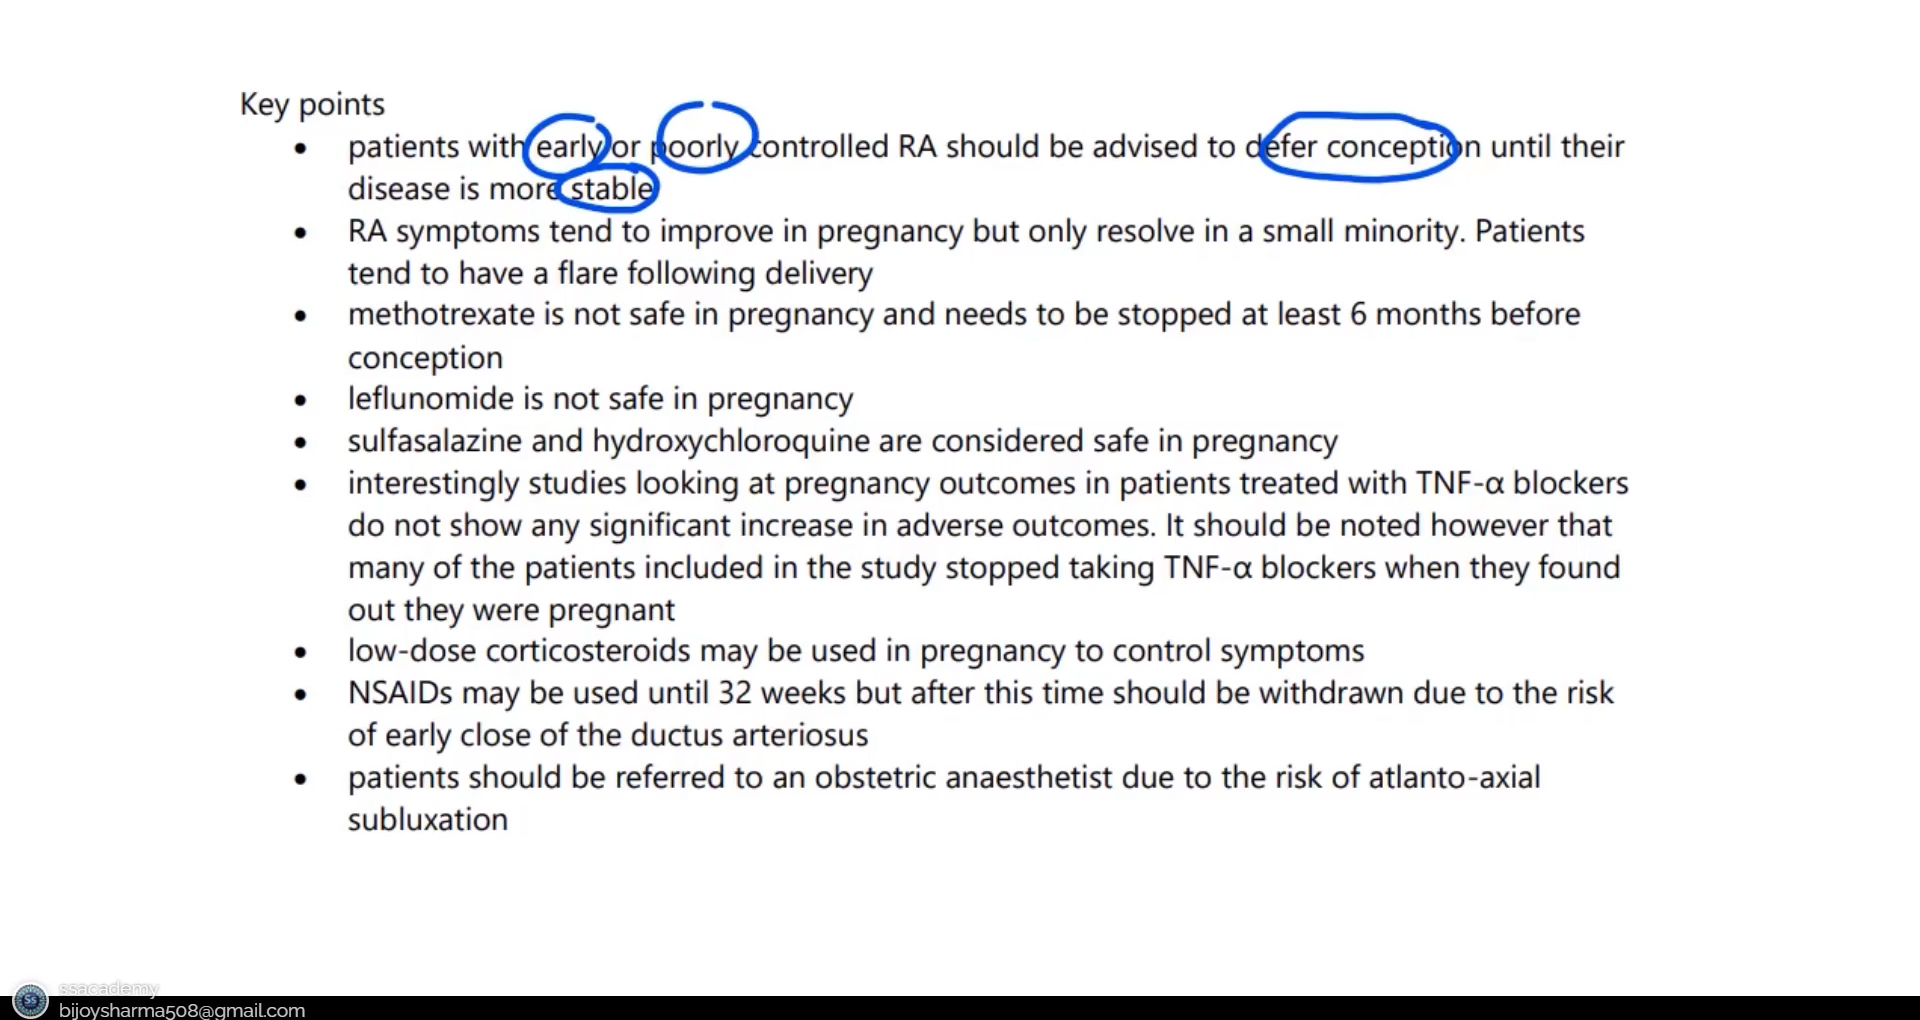 Key points
• patients with early or poorly controlled RA should be advised to defer conception until their
disease is more stable
• RA symptoms tend to improve in pregnancy but only resolve in a small minority. Patients
tend to have a flare following delivery
• methotrexate is not safe in pregnancy and needs to be stopped at least 6 months before
conception
• leflunomide is not safe in pregnancy
• sulfasalazine and hydroxychloroquine are considered safe in pregnancy
• interestingly studies looking at pregnancy outcomes in patients treated with TNF-α blockers
do not show any significant increase in adverse outcomes. It should be noted however that
many of the patients included in the study stopped taking TNF-α blockers when they found
out they were pregnant
• low-dose corticosteroids may be used in pregnancy to control symptoms
• NSAIDs may be used until 32 weeks but after this time should be withdrawn due to the risk
of early close of the ductus arteriosus
• patients should be referred to an obstetric anaesthetist due to the risk of atlanto-axial
subluxation
Ss
ssacademy
bijoysharma508@gmail.com